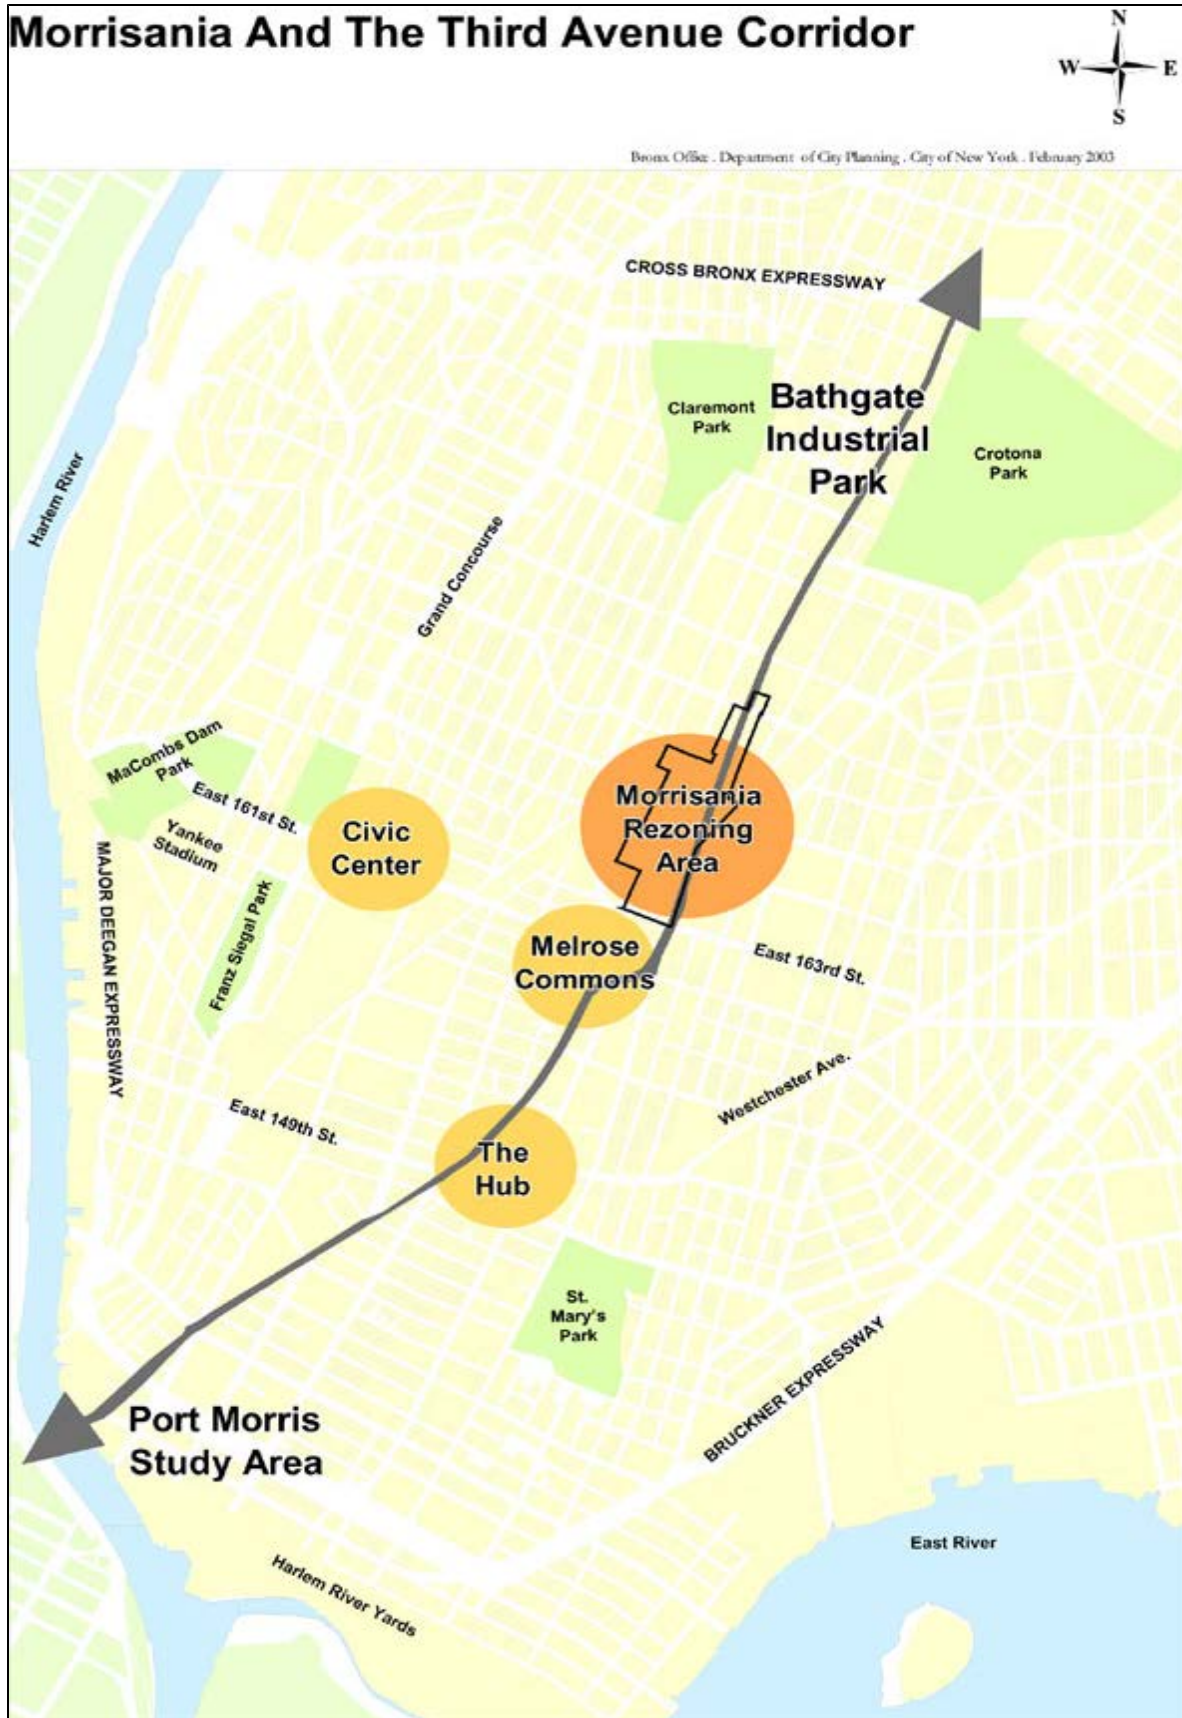 Morrisania And The Third Avenue Corridor
N
W
E
S
Bronx Office . Department of City Planning . City of New York . February 2003
CROSS BRONX EXPRESSWAY
Claremont
Park
Bathgate
Industrial
Park
Crotona
Park
Harlem River
Grand Concourse
MaCombs Dam
Park
East 161st St.
Yankee
Stadium
Civic
Center
Morrisania
Rezoning
Area
MAJOR DEEGAN EXPRESSWAY
Franz Siegal Park
Melrose
Commons
East 163rd St.
Westchester Ave.
East 149th St.
The
Hub
St.
Mary's
Park
BRUCKNER EXPRESSWAY
Port Morris
Study Area
East River
Harlem River Yards